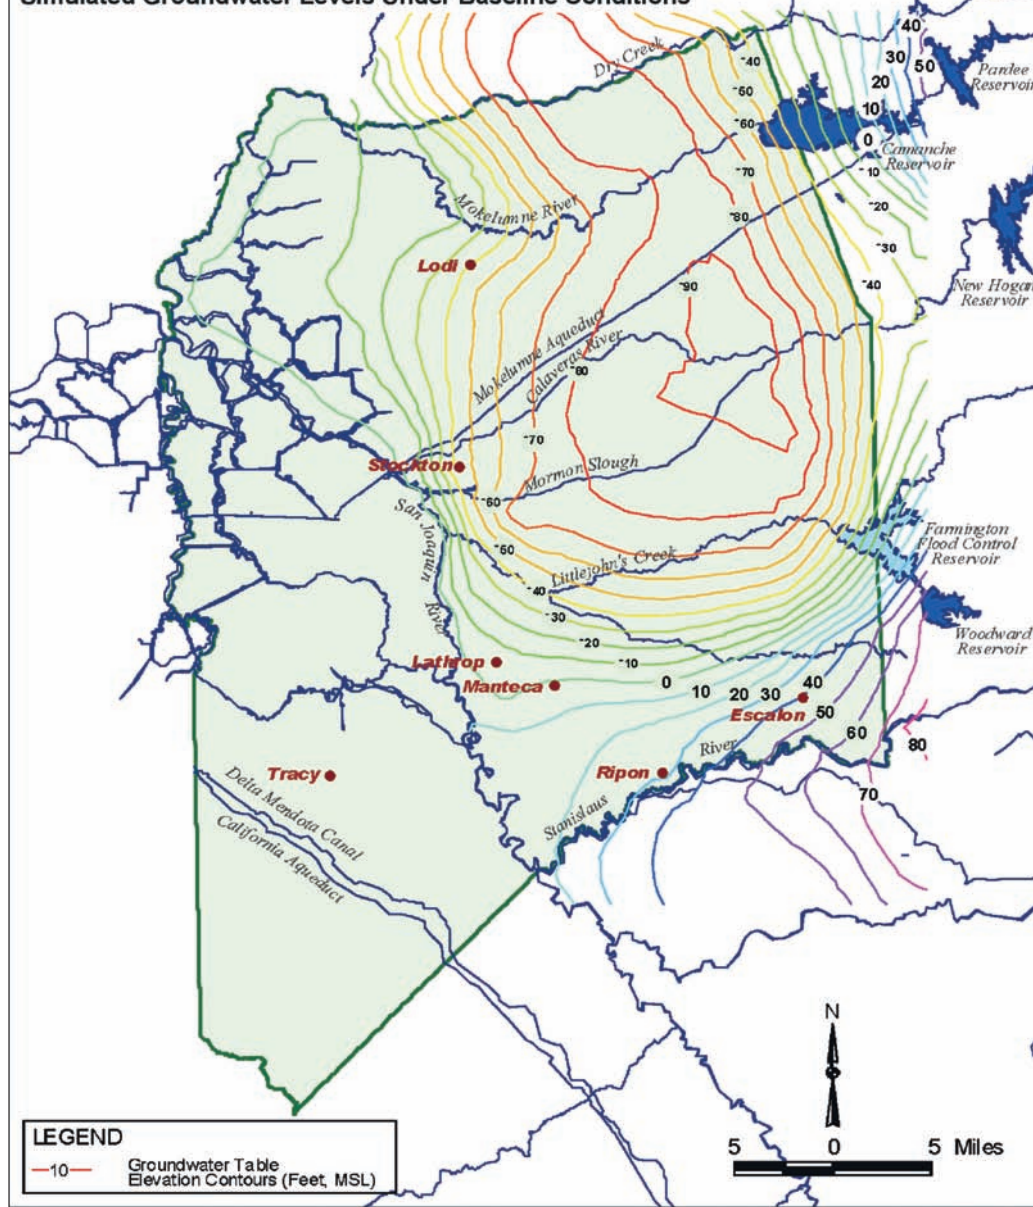 Simulated Groundwater Levels Under Baseline Conditions
40
30
50
20
10
0
Pardee
Reservoir
Dry Creek
-40
-50
-60
Camanche
Reservoir
-10
-70
-20
Mokelumne River
-80
-30
Lodi
-40
-90
New Hogan
Reservoir
Mokelumne Aqueduct
Calaveras River
-80
-70
Stockton
Mormon Slough
-60
San Joaquin
River
Farmington
Flood Control
Reservoir
-50
Littlejohn's Creek
-40
-30
Woodward
Reservoir
-20
Lathrop
-10
Manteca
0
10
20
30
40
Escalon
50
60
80
River
Tracy
Ripon
70
Stanislaus
Delta Mendota Canal
California Aqueduct
N
LEGEND
10
Groundwater Table
Elevation Contours (Feet, MSL)
5 0 5 Miles